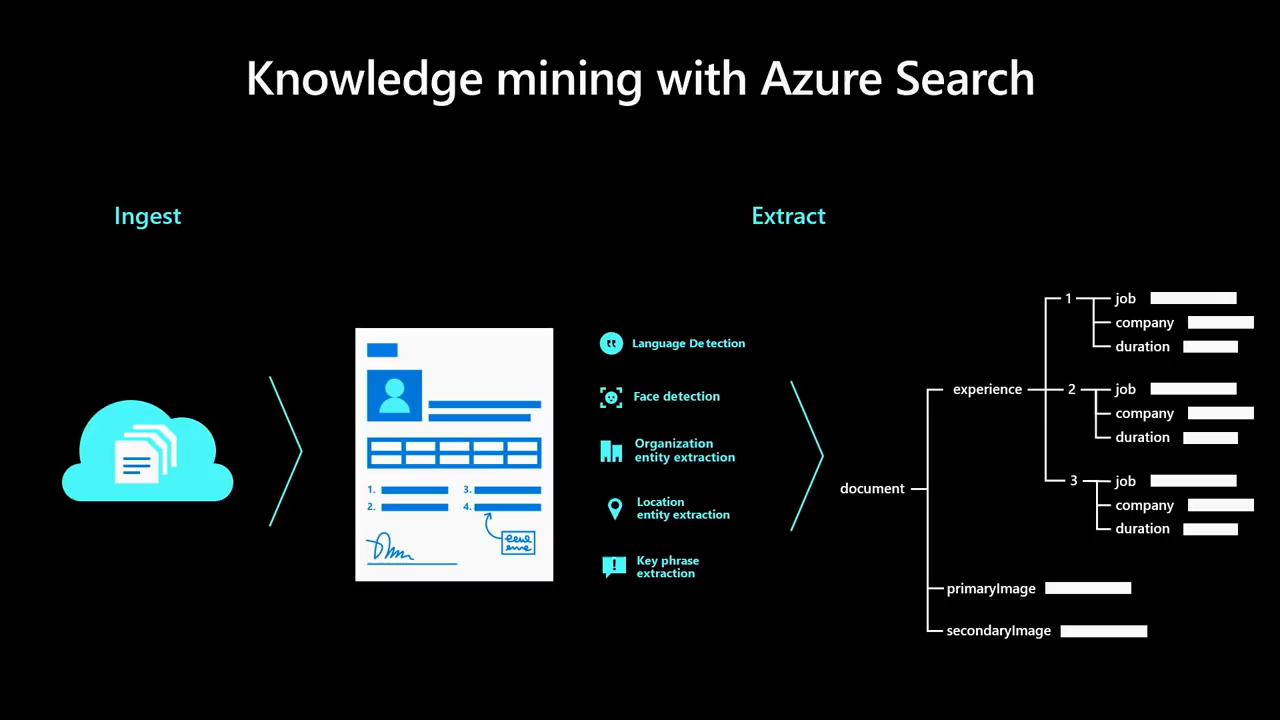 Knowledge mining with Azure Search
Ingest
Extract
1.
2.
3.
4.
Language Detection
Face detection
Organization
entity extraction
Location
entity extraction
Key phrase
extraction
document
experience
1
job
company
duration
2
job
company
duration
3
job
company
duration
primaryImage
secondaryImage